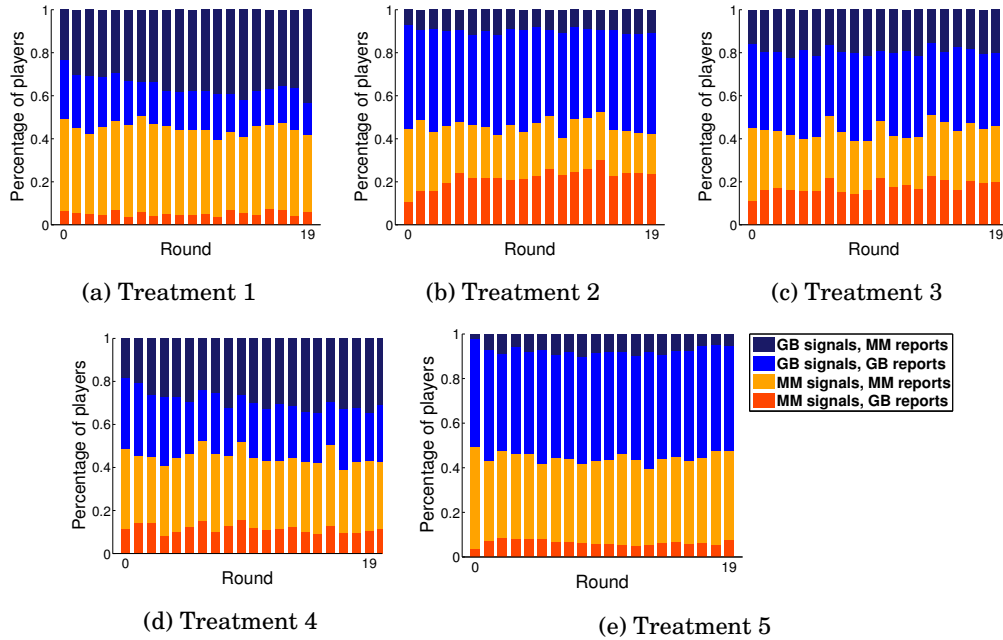 1
0.8
0.6
0.4
0.2
0
Percentage of players
0
19
Round
(a) Treatment 1
1
0.8
0.6
0.4
0.2
0
Percentage of players
0
19
Round
(b) Treatment 2
1
0.8
0.6
0.4
0.2
0
Percentage of players
0
19
Round
(c) Treatment 3
1
0.8
0.6
0.4
0.2
0
Percentage of players
0
19
Round
(d) Treatment 4
1
0.8
0.6
0.4
0.2
0
Percentage of players
0
19
Round
(e) Treatment 5
GB signals, MM reports
GB signals, GB reports
MM signals, MM reports
MM signals, GB reports